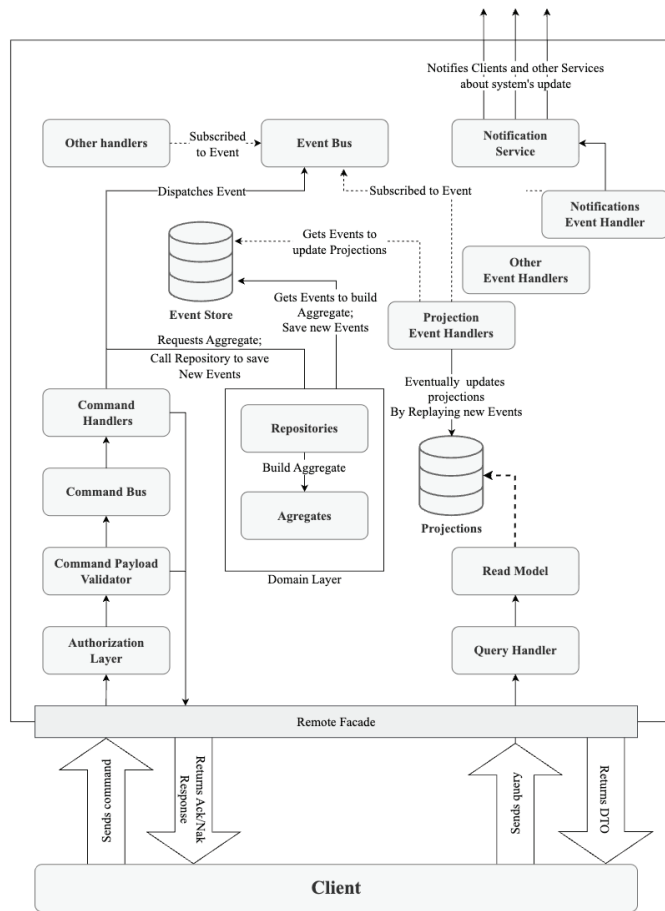 Notifies Clients and other Services
about system's update
Other handlers
Subscribed
to Event
Event Bus
Notification
Service
Dispatches Event
Subscribed to Event
Notifications
Event Handler
Gets Events to
update Projections
Other
Event Handlers
Event Store
Gets Events to build
Aggregate;
Save new Events
Projection
Event Handlers
Requests Aggregate;
Call Repository to save
New Events
Eventually updates
projections
By Replaying new Events
Command
Handlers
Repositories
Build Aggregate
Command Bus
Agregates
Projections
Command Payload
Validator
Domain Layer
Read Model
Authorization
Layer
Query Handler
Remote Facade
Sends command
Returns Ack/Nak
Response
Sends query
Returns DTO
Client